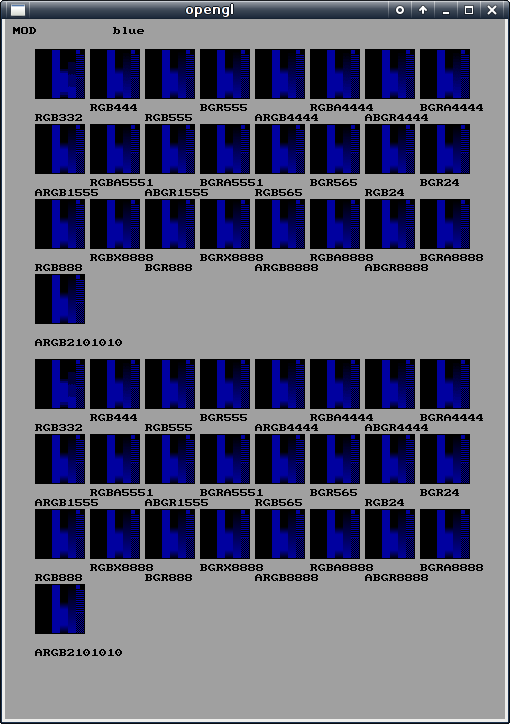 opengl
MOD blue
RGB444 BGR555 RGBA4444 BGRA4444
RGB332 RGB555 ARGB4444 ABGR4444
RGBA5551 BGRA5551 BGR565 BGR24
ARGB1555 ABGR1555 RGB565 RGB24
RGBX8888 BGRX8888 RGBA8888 BGRA8888
RGB888 BGR888 ARGB8888 ABGR8888
ARGB2101010
RGB444 BGR555 RGBA4444 BGRA4444
RGB332 RGB555 ARGB4444 ABGR4444
RGBA5551 BGRA5551 BGR565 BGR24
ARGB1555 ABGR1555 RGB565 RGB24
RGBX8888 BGRX8888 RGBA8888 BGRA8888
RGB888 BGR888 ARGB8888 ABGR8888
ARGB2101010